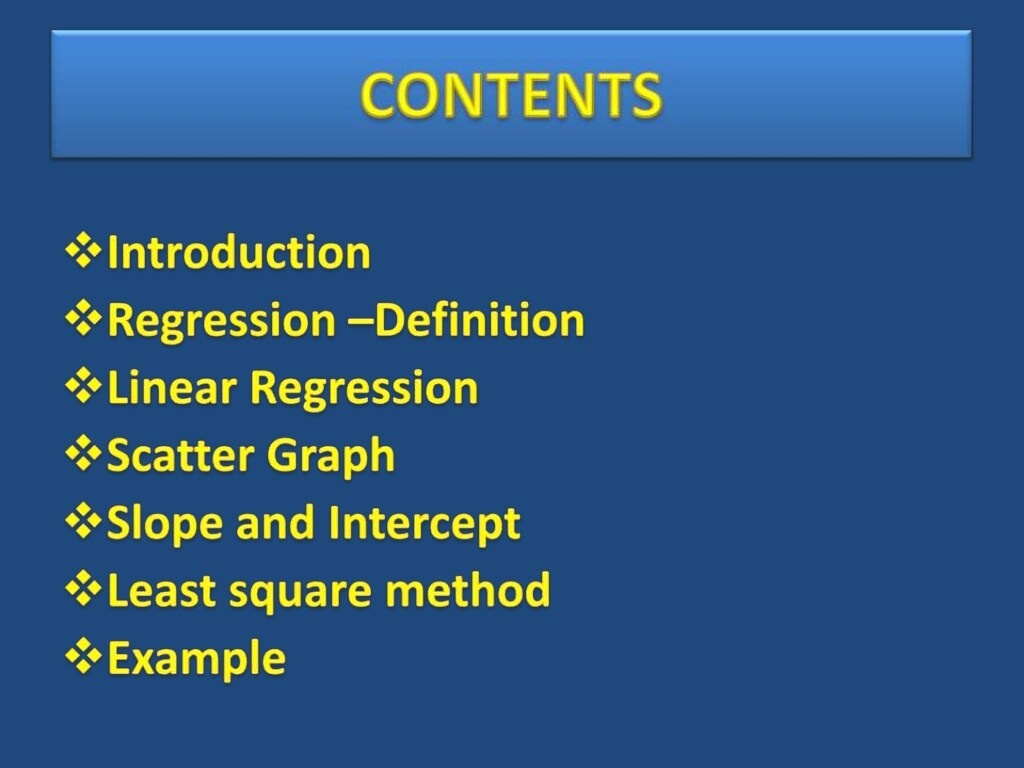 CONTENTS
❖Introduction
❖Regression –Definition
❖Linear Regression
❖Scatter Graph
❖Slope and Intercept
❖Least square method
❖Example